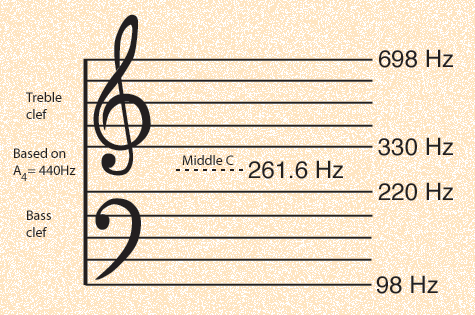 698 Hz
Treble
clef
330 Hz
Based on
A4= 440Hz
Middle C
261.6 Hz
220 Hz
Bass
clef
98 Hz